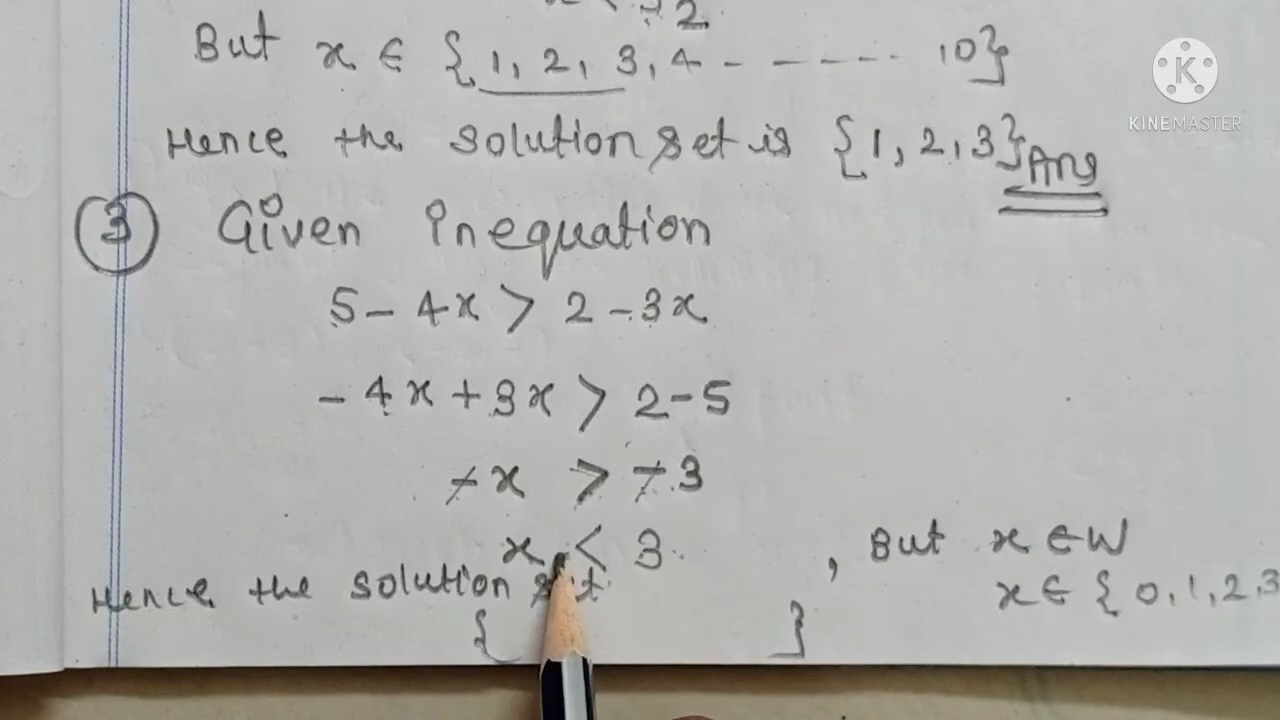 But x ∈ {1, 2, 3, 4 - - - - - - - 10}
Hence the solution set is {1, 2, 3} Ans
KINEMASTER
3 Given inequation
5 - 4x > 2 - 3x
-4x + 3x > 2 - 5
-x > -3
x < 3 , But x ∈ W
Hence the solution set x ∈ { 0, 1, 2, 3
{ }